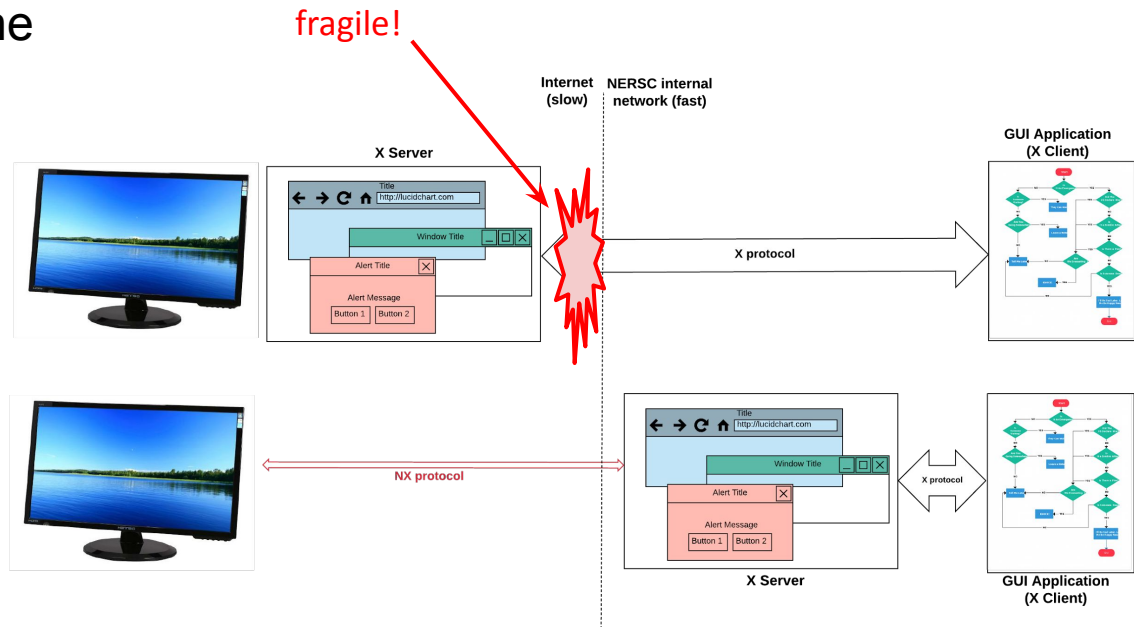 ne
fragile!
Internet
(slow)
NERSC internal
network (fast)
X Server
GUI Application
(X Client)
Title
http://lucidchart.com
Window Title
Alert Title
Alert Message
Button 1
Button 2
X protocol
NX protocol
Title
http://lucidchart.com
Window Title
Alert Title
Alert Message
Button 1
Button 2
X protocol
X Server
GUI Application
(X Client)